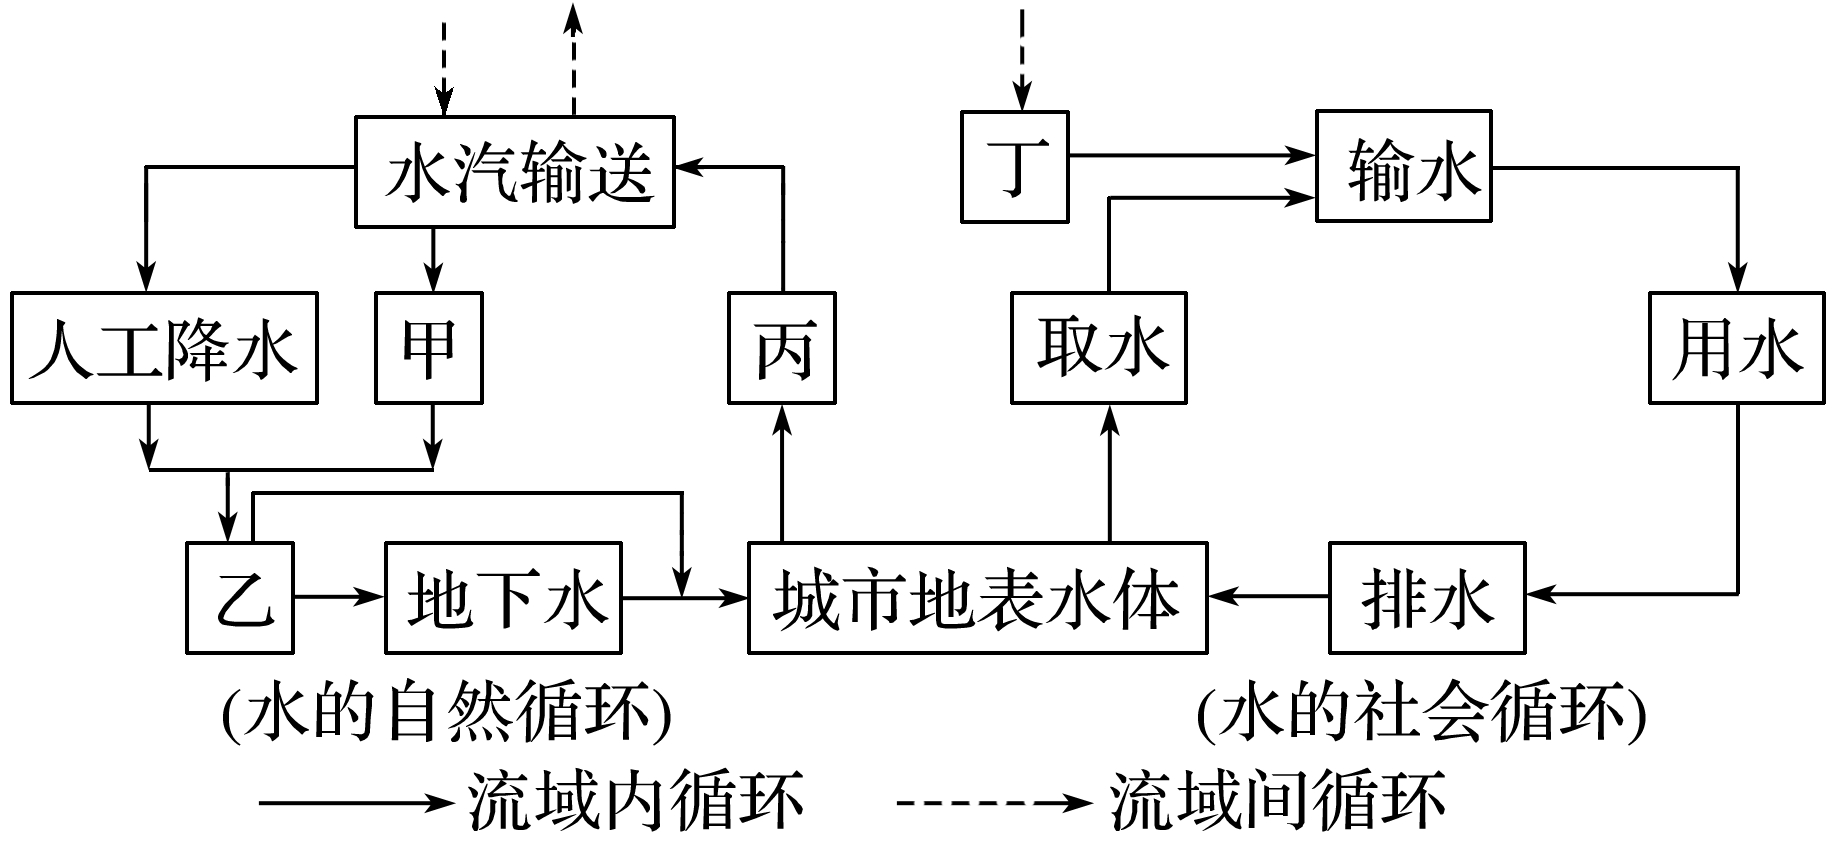 水汽输送
丁
输水
人工降水
甲
丙
取水
用水
乙
地下水
城市地表水体
排水
(水的自然循环)
(水的社会循环)
流域内循环
流域间循环